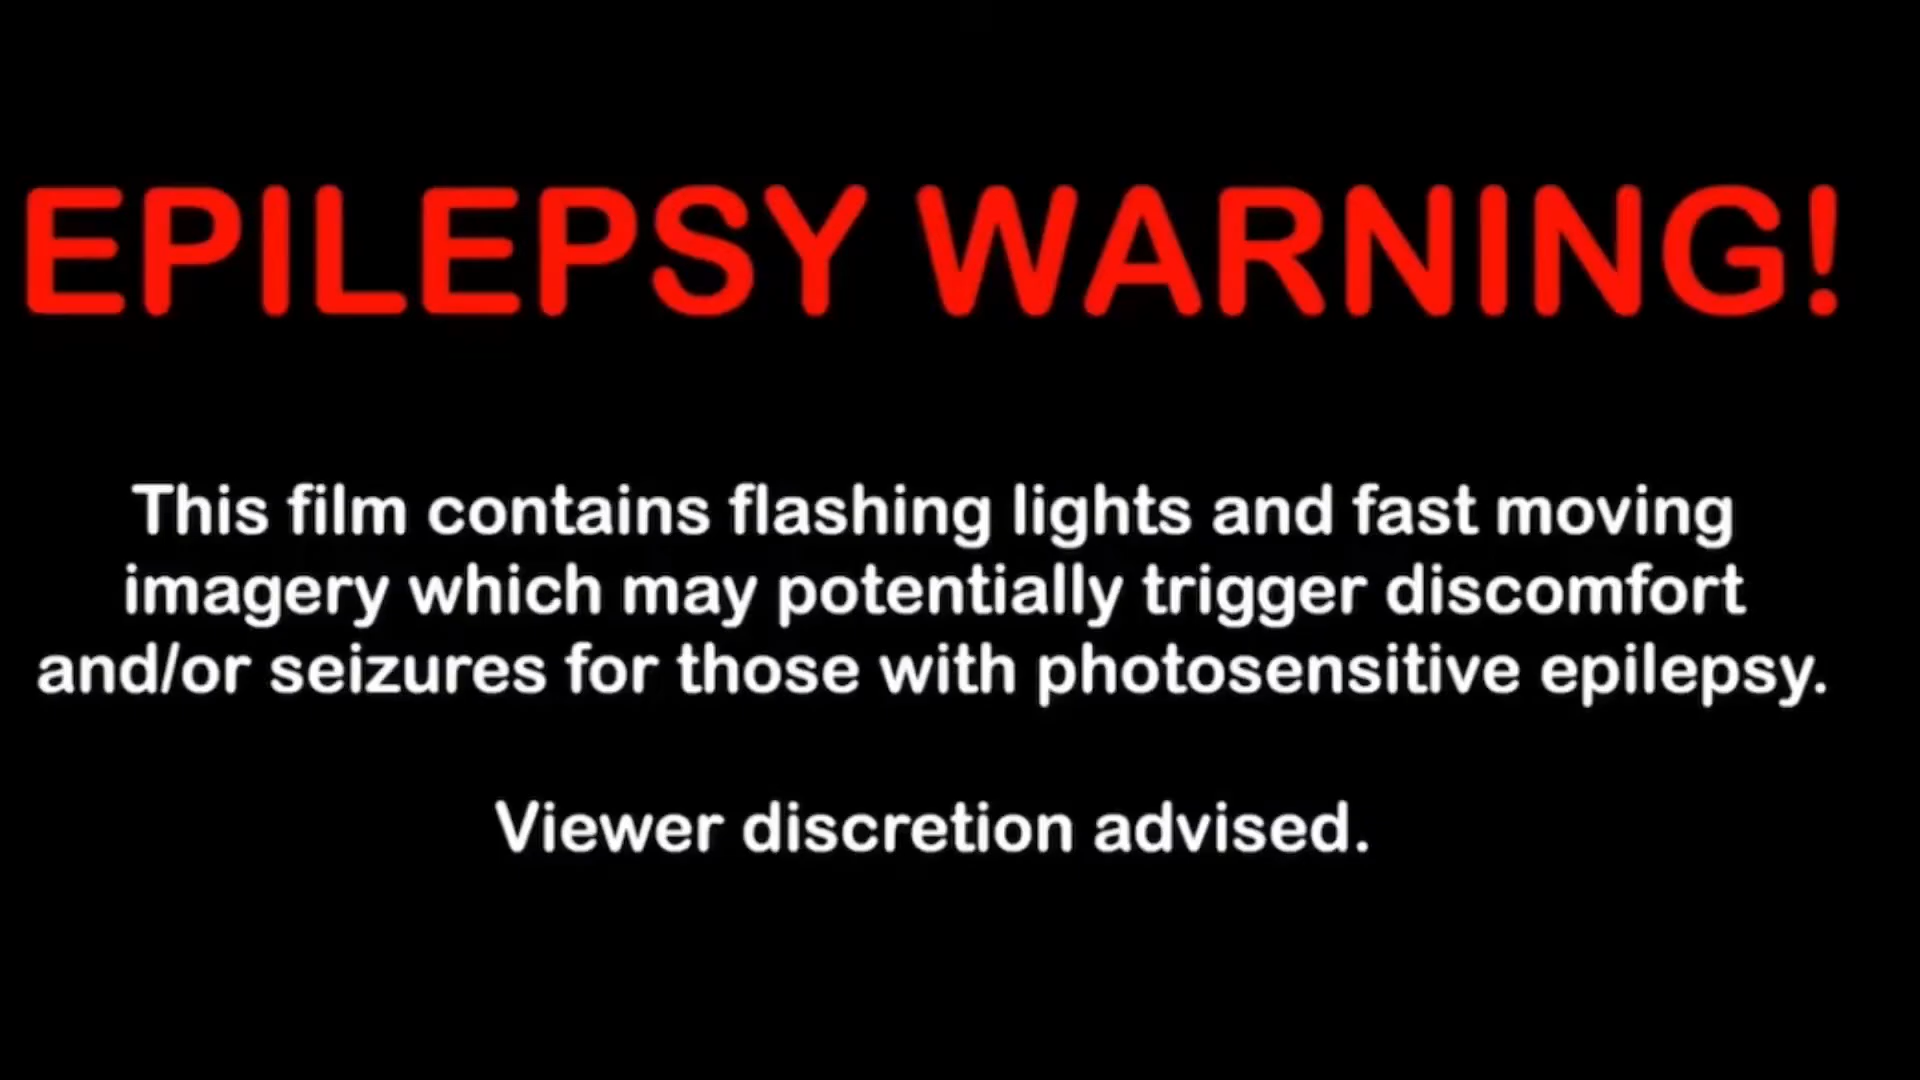 EPILEPSY WARNING!
This film contains flashing lights and fast moving
imagery which may potentially trigger discomfort
and/or seizures for those with photosensitive epilepsy.
Viewer discretion advised.